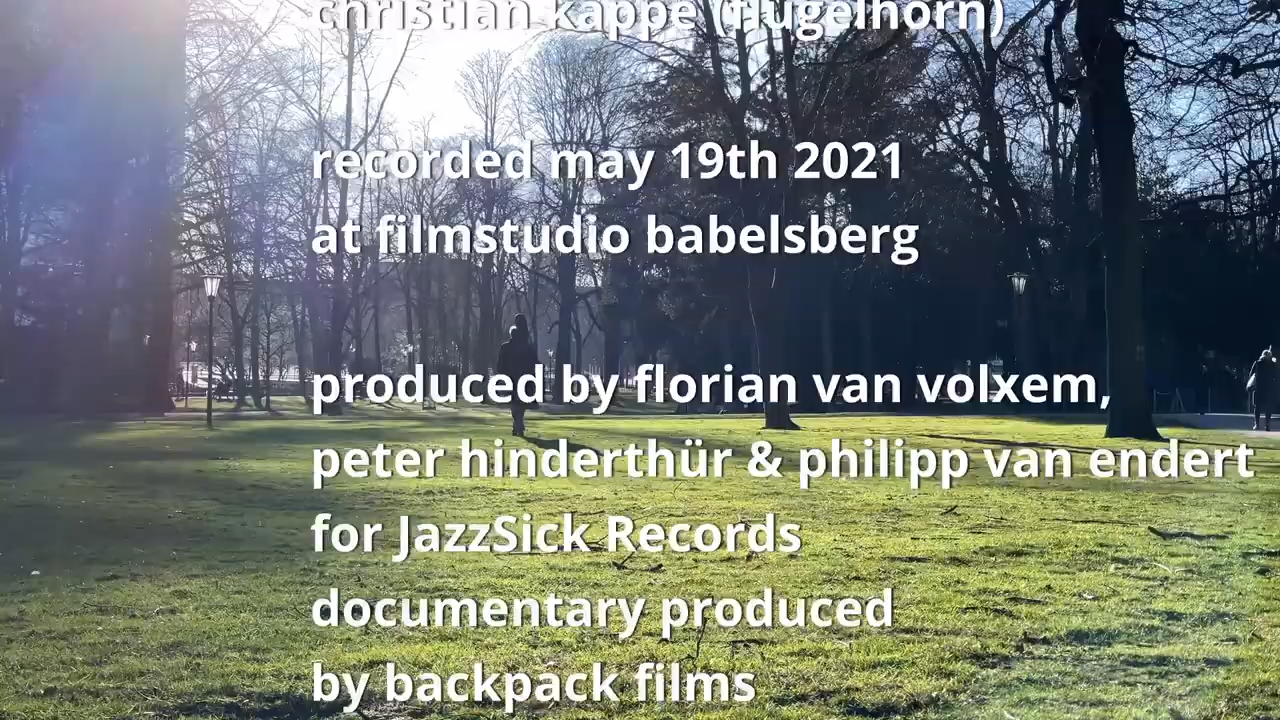 christian kappe (flügelhorn)
recorded may 19th 2021
at filmstudio babelsberg
produced by florian van volxem,
peter hinderthür & philipp van endert
for JazzSick Records
documentary produced
by backpack films